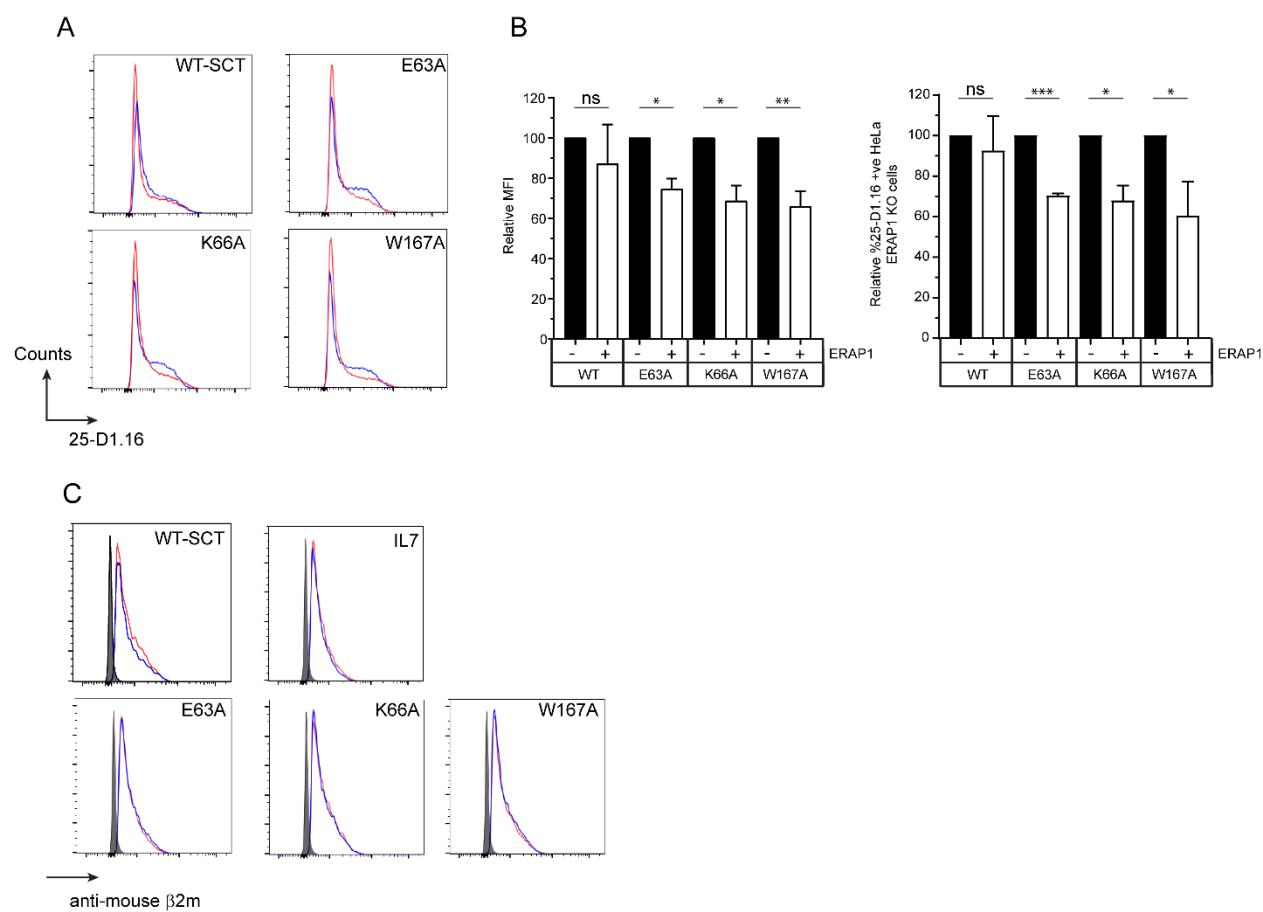 A
WT-SCT
E63A
K66A
W167A
Counts
25-D1.16
B
Relative MFI
120
100
80
60
40
20
0
ns
*
*
**
- + - + - + - + ERAP1
WT E63A K66A W167A
Relative %25-D1.16 +ve HeLa
ERAP1 KO cells
120
100
80
60
40
20
0
ns
***
*
*
- + - + - + - + ERAP1
WT E63A K66A W167A
C
WT-SCT
IL7
E63A
K66A
W167A
anti-mouse β2m